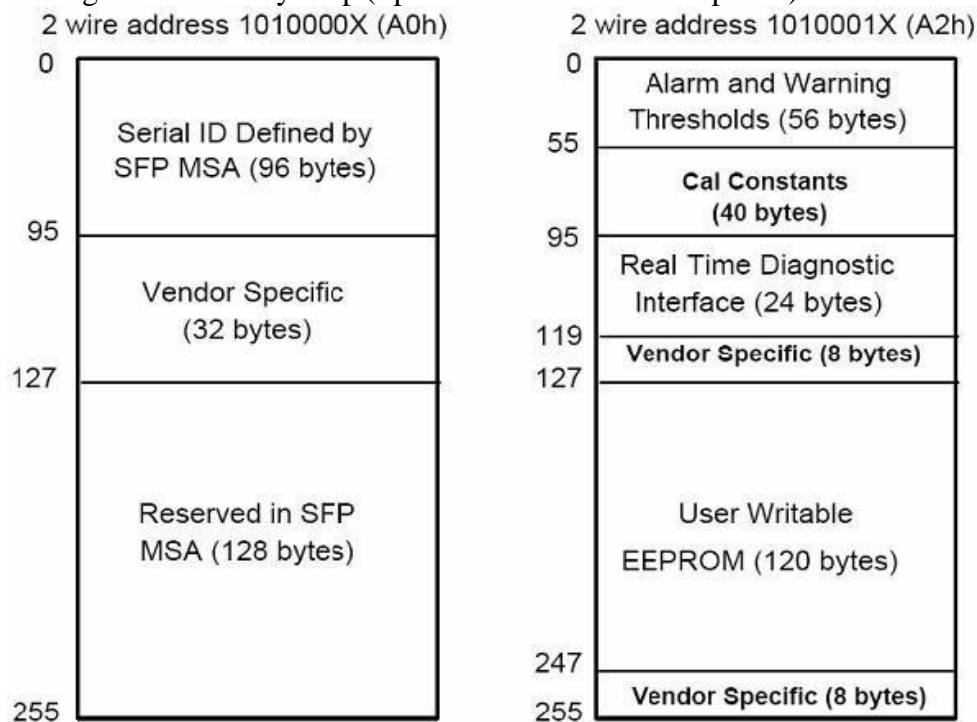 2 wire address 1010000X (A0h)
0
Serial ID Defined by
SFP MSA (96 bytes)
95
Vendor Specific
(32 bytes)
127
Reserved in SFP
MSA (128 bytes)
255
2 wire address 1010001X (A2h)
0
Alarm and Warning
Thresholds (56 bytes)
55
Cal Constants
(40 bytes)
95
Real Time Diagnostic
Interface (24 bytes)
119
Vendor Specific (8 bytes)
127
User Writable
EEPROM (120 bytes)
247
Vendor Specific (8 bytes)
255